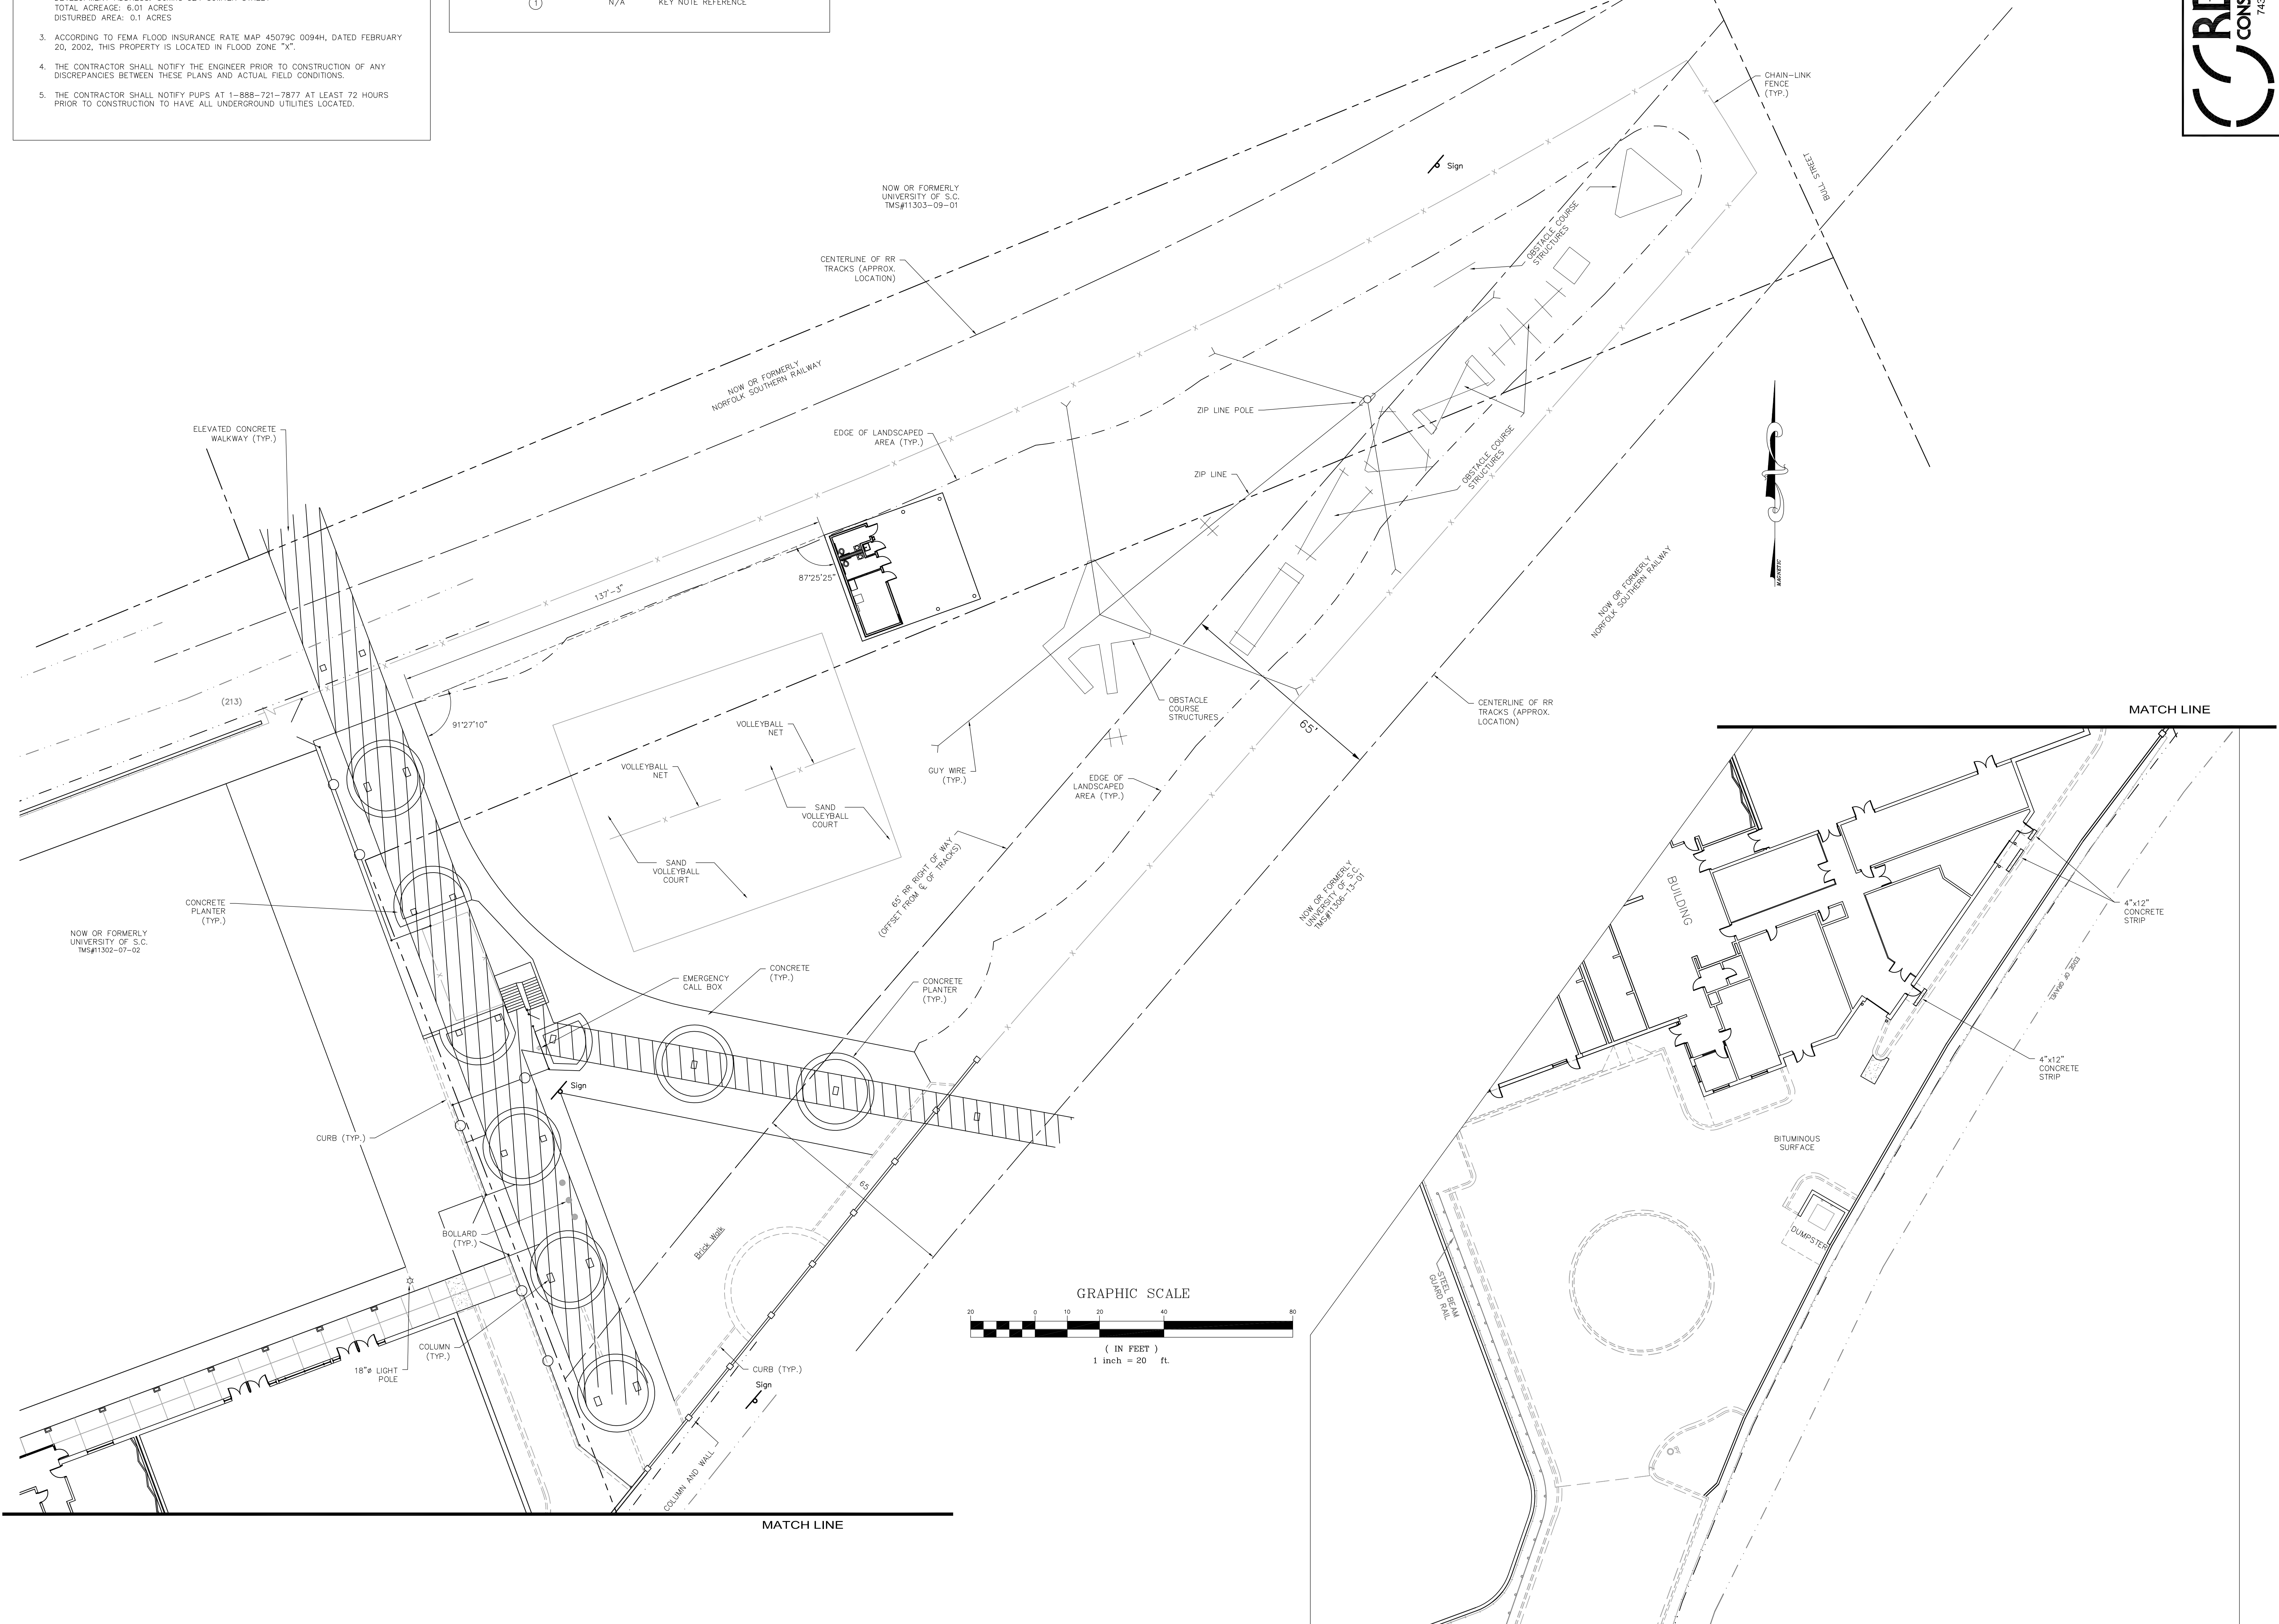 TOTAL ACREAGE: 6.01 ACRES
DISTURBED AREA: 0.1 ACRES
3. ACCORDING TO FEMA FLOOD INSURANCE RATE MAP 45079C 0094H, DATED FEBRUARY
20, 2002, THIS PROPERTY IS LOCATED IN FLOOD ZONE "X".
4. THE CONTRACTOR SHALL NOTIFY THE ENGINEER PRIOR TO CONSTRUCTION OF ANY
DISCREPANCIES BETWEEN THESE PLANS AND ACTUAL FIELD CONDITIONS.
5. THE CONTRACTOR SHALL NOTIFY PUPS AT 1-888-721-7877 AT LEAST 72 HOURS
PRIOR TO CONSTRUCTION TO HAVE ALL UNDERGROUND UTILITIES LOCATED.
1 N/A KEY NOTE REFERENCE
CONS
743
CHAIN-LINK
FENCE
(TYP.)
BULL STREET
Sign
NOW OR FORMERLY
UNIVERSITY OF S.C.
TMS#11303-09-01
OBSTACLE COURSE
STRUCTURES
CENTERLINE OF RR
TRACKS (APPROX.
LOCATION)
NOW OR FORMERLY
NORFOLK SOUTHERN RAILWAY
ZIP LINE POLE
ELEVATED CONCRETE
WALKWAY (TYP.)
EDGE OF LANDSCAPED
AREA (TYP.)
ZIP LINE
OBSTACLE COURSE
STRUCTURES
MAGNETIC
87°25'25"
137'-3"
NOW OR FORMERLY
NORFOLK SOUTHERN RAILWAY
(213)
91°27'10"
OBSTACLE
COURSE
STRUCTURES
CENTERLINE OF RR
TRACKS (APPROX.
LOCATION)
65'
MATCH LINE
VOLLEYBALL
NET
VOLLEYBALL
NET
GUY WIRE
(TYP.)
EDGE OF
LANDSCAPED
AREA (TYP.)
SAND
VOLLEYBALL
COURT
SAND
VOLLEYBALL
COURT
65' RR RIGHT OF WAY
(OFFSET FROM ℄ OF TRACKS)
NOW OR FORMERLY
UNIVERSITY OF S.C.
TMS#11306-13-01
BUILDING
4"x12"
CONCRETE
STRIP
CONCRETE
PLANTER
(TYP.)
NOW OR FORMERLY
UNIVERSITY OF S.C.
TMS#11302-07-02
EMERGENCY
CALL BOX
CONCRETE
(TYP.)
CONCRETE
PLANTER
(TYP.)
EDGE OF GRAVEL
4"x12"
CONCRETE
STRIP
Sign
CURB (TYP.)
BITUMINOUS
SURFACE
65
BOLLARD
(TYP.)
Brick Walk
DUMPSTER
STEEL BEAM
GUARD RAIL
GRAPHIC SCALE
20 0 10 20 40 80
( IN FEET )
1 inch = 20 ft.
COLUMN
(TYP.)
18"ø LIGHT
POLE
CURB (TYP.)
Sign
COLUMN AND WALL
MATCH LINE